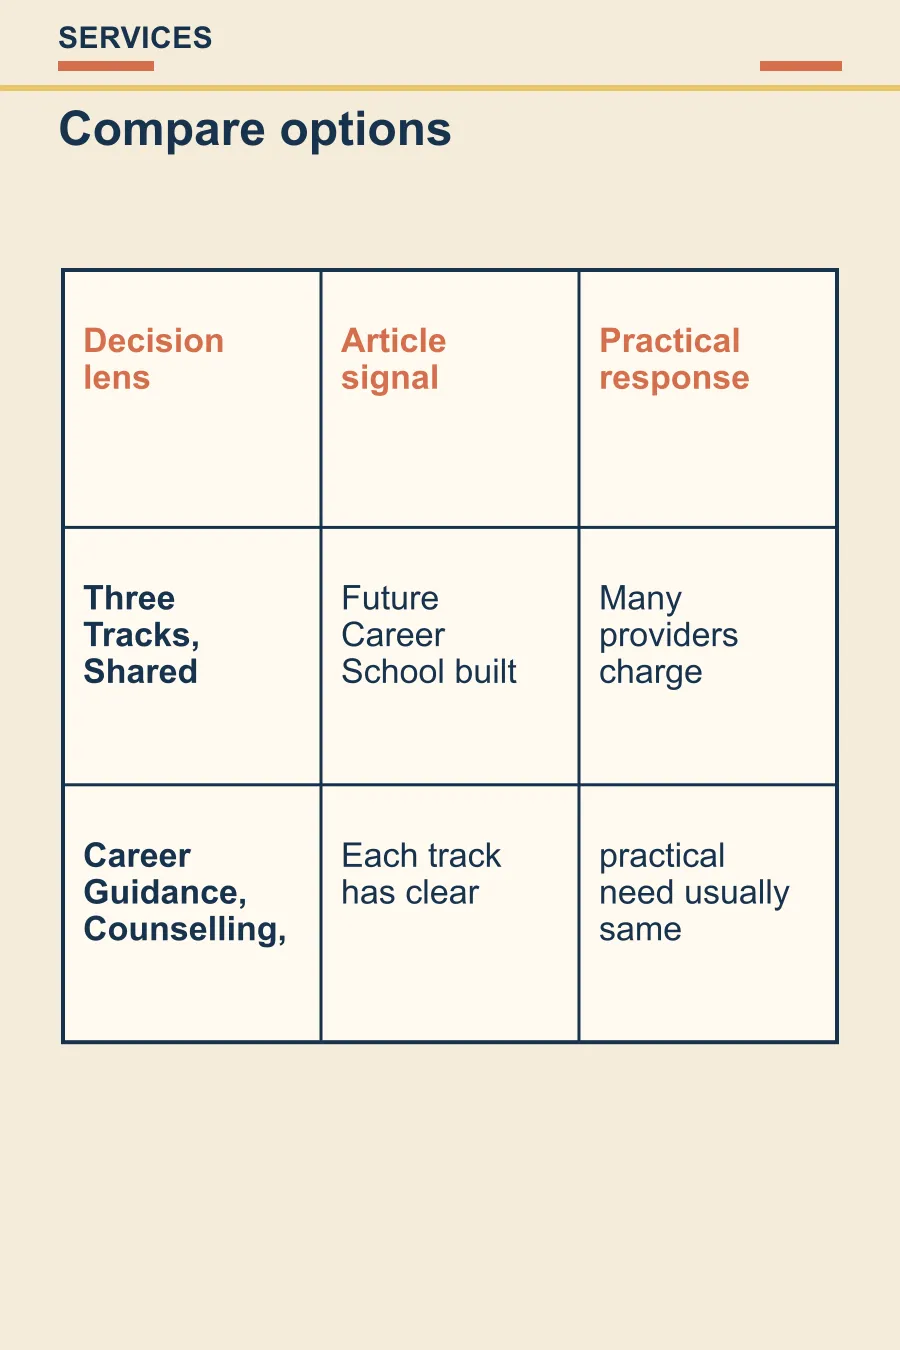 SERVICES
Compare options
Decision
lens
Article
signal
Practical
response
Three
Tracks,
Shared
Future
Career
School built
Many
providers
charge
Career
Guidance,
Counselling,
Each track
has clear
practical
need usually
same